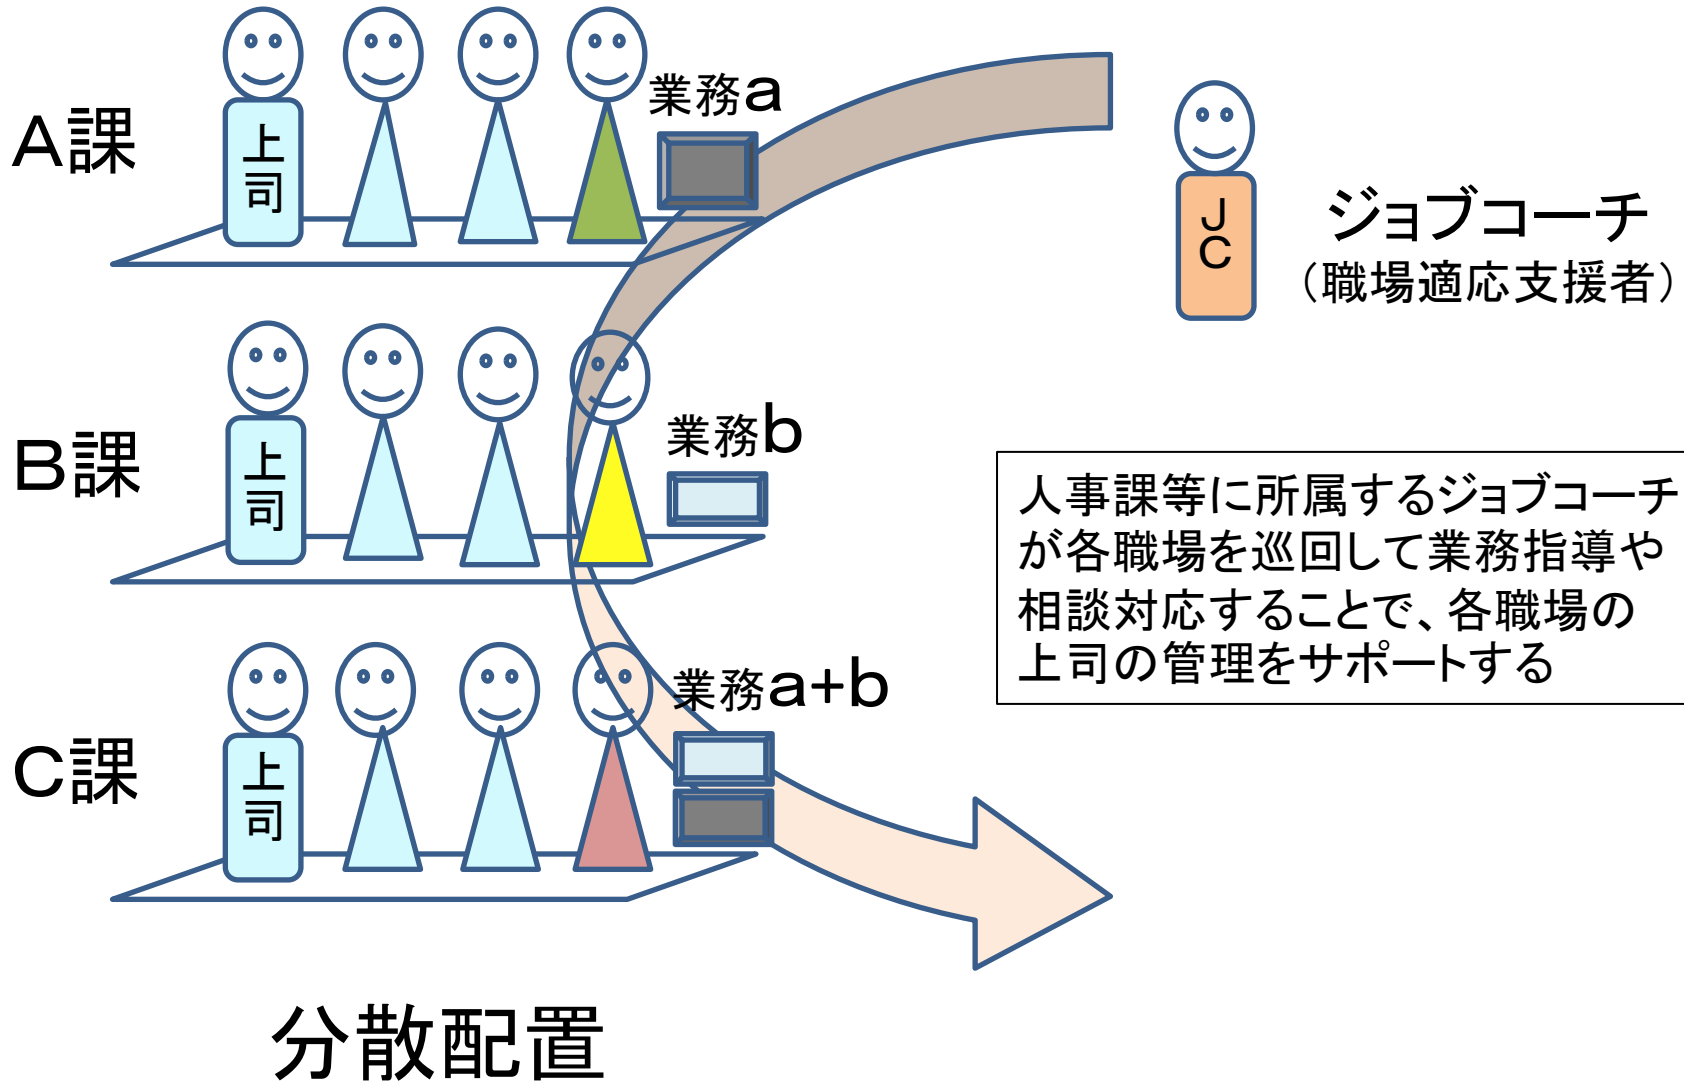 A課
上司
業務a
JC
ジョブコーチ
（職場適応支援者）
B課
上司
業務b
人事課等に所属するジョブコーチ
が各職場を巡回して業務指導や
相談対応することで、各職場の
上司の管理をサポートする
C課
上司
業務a+b
分散配置